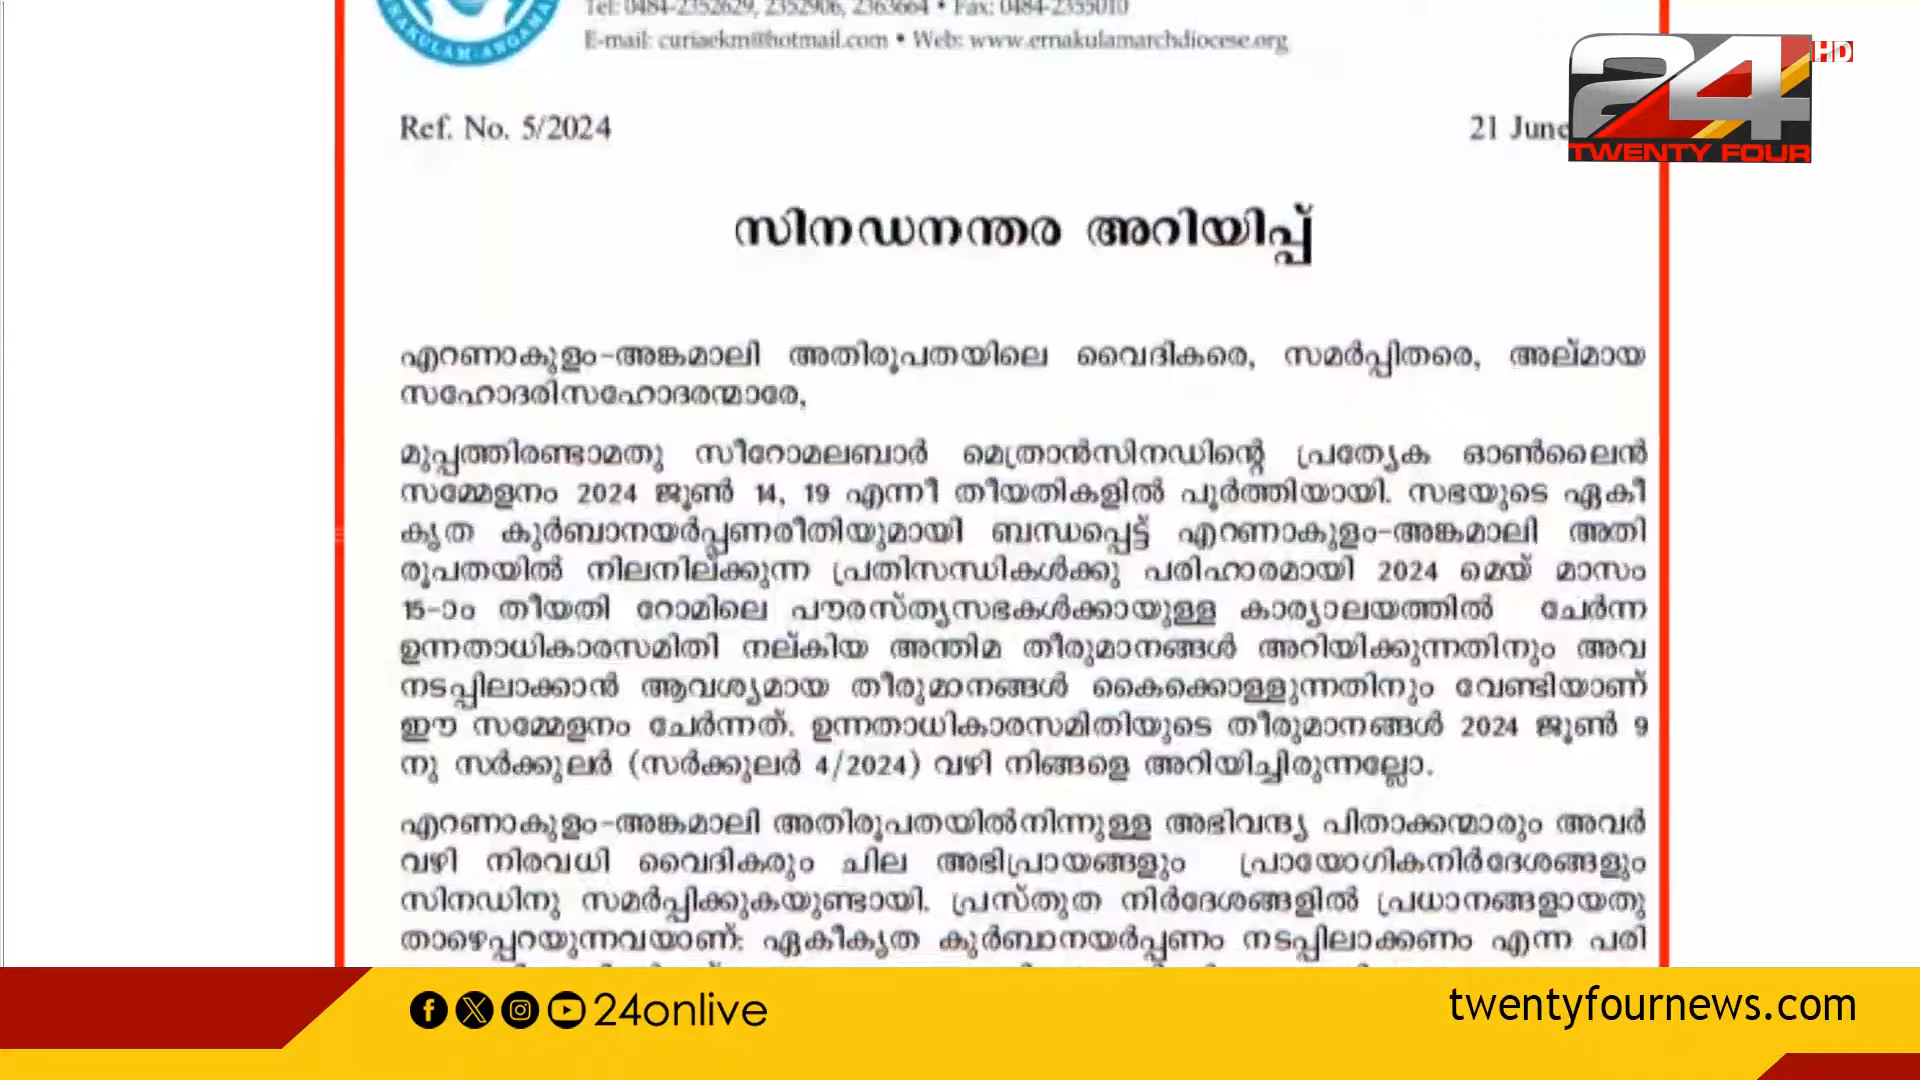 AKULAM-ANGAMA
Tel: 0484-2352629, 2352906, 2363664 • Fax: 0484-2355010
E-mail: curiaekm@hotmail.com • Web: www.ernakulamarchdiocese.org
24 HD
TWENTY FOUR
Ref. No. 5/2024
21 June
സിനഡനന്തര അറിയിപ്പ്
എറണാകുളം-അങ്കമാലി അതിരൂപതയിലെ വൈദികരെ, സമർപ്പിതരെ, അല്മായ
സഹോദരിസഹോദരന്മാരേ,
മുപ്പത്തിരണ്ടാമതു സീറോമലബാർ മെത്രാൻസിനഡിന്റെ പ്രത്യേക ഓൺലൈൻ
സമ്മേളനം 2024 ജൂൺ 14, 19 എന്നീ തീയതികളിൽ പൂർത്തിയായി. സഭയുടെ ഏകീ
കൃത കുർബാനയർപ്പണരീതിയുമായി ബന്ധപ്പെട്ട് എറണാകുളം-അങ്കമാലി അതി
രൂപതയിൽ നിലനില്ക്കുന്ന പ്രതിസന്ധികൾക്കു പരിഹാരമായി 2024 മെയ് മാസം
15-ാം തീയതി റോമിലെ പൗരസ്ത്യസഭകൾക്കായുള്ള കാര്യാലയത്തിൽ ചേർന്ന
ഉന്നതാധികാരസമിതി നല്കിയ അന്തിമ തീരുമാനങ്ങൾ അറിയിക്കുന്നതിനും അവ
നടപ്പിലാക്കാൻ ആവശ്യമായ തീരുമാനങ്ങൾ കൈക്കൊള്ളുന്നതിനും വേണ്ടിയാണ്
ഈ സമ്മേളനം ചേർന്നത്. ഉന്നതാധികാരസമിതിയുടെ തീരുമാനങ്ങൾ 2024 ജൂൺ 9
നു സർക്കുലർ (സർക്കുലർ 4/2024) വഴി നിങ്ങളെ അറിയിച്ചിരുന്നല്ലോ.
എറണാകുളം-അങ്കമാലി അതിരൂപതയിൽനിന്നുള്ള അഭിവന്ദ്യ പിതാക്കന്മാരും അവർ
വഴി നിരവധി വൈദികരും ചില അഭിപ്രായങ്ങളും പ്രായോഗികനിർദേശങ്ങളും
സിനഡിനു സമർപ്പിക്കുകയുണ്ടായി. പ്രസ്തുത നിർദേശങ്ങളിൽ പ്രധാനങ്ങളായതു
താഴെപ്പറയുന്നവയാണ്: ഏകീകൃത കുർബാനയർപ്പണം നടപ്പിലാക്കണം എന്ന പരി
24onlive
twentyfournews.com